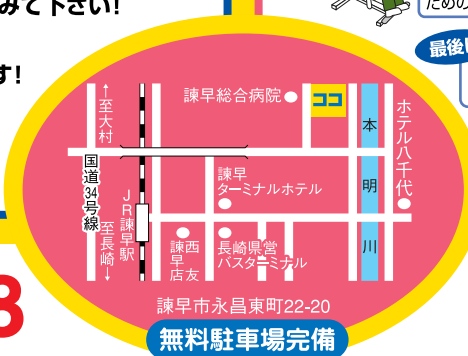 みて下さい!
ための
最後に
す!
↑至大村
諫早総合病院
ココ
本明川
ホテル八千代
国道34号線
至長崎↓
JR諫早駅
諫早
ターミナルホテル
西友
諫早店
長崎県営
バスターミナル
諫早市永昌東町22-20
無料駐車場完備